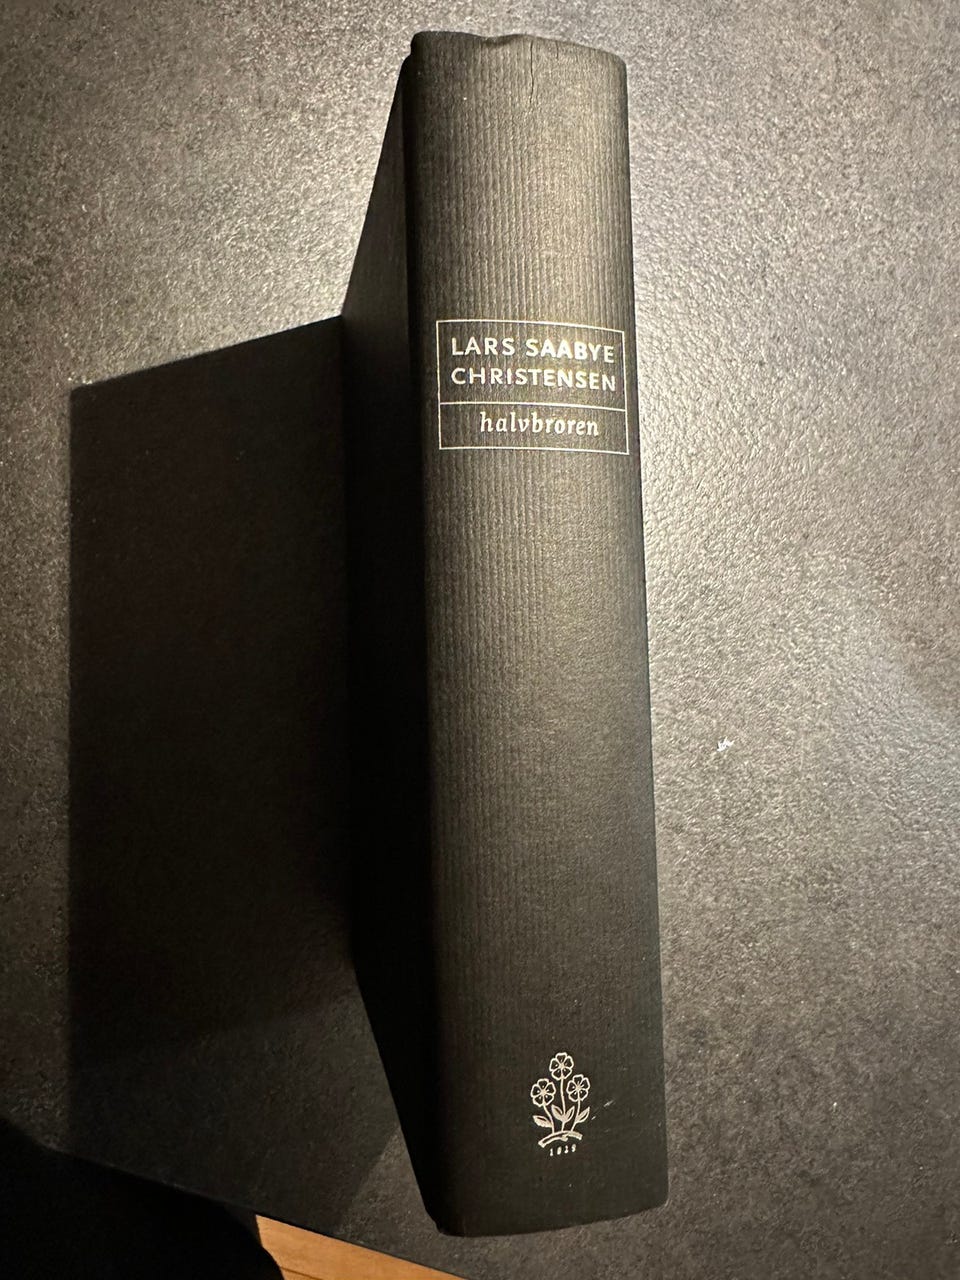 LARS SAABYE
CHRISTENSEN
halvbroren
1829